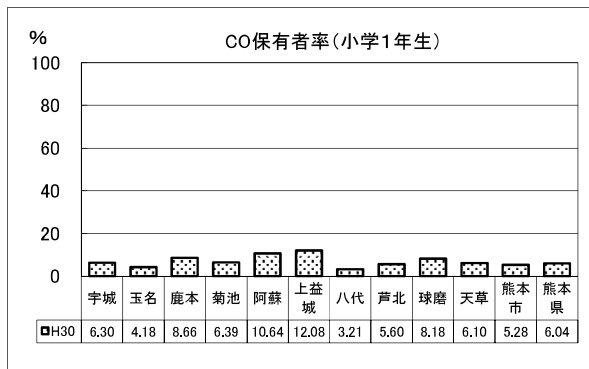 CO保有者率(小学1年生)
%
100
80
60
40
20
0
宇城 玉名 鹿本 菊池 阿蘇 上益城 八代 芦北 球磨 天草 熊本市 熊本県
H30 6.30 4.18 8.66 6.39 10.64 12.08 3.21 5.60 8.18 6.10 5.28 6.04